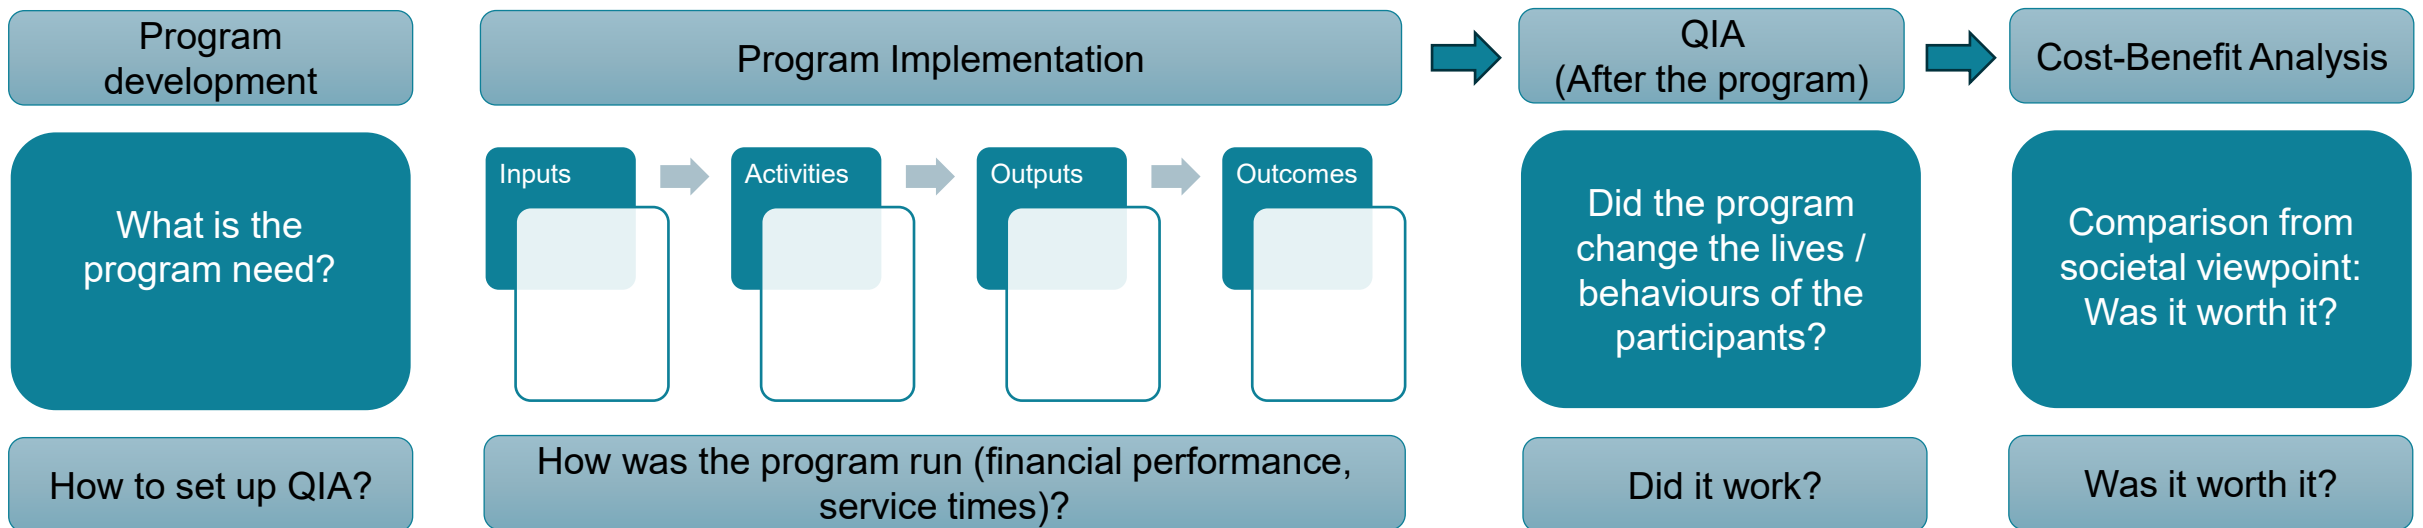 Program
development
Program Implementation
QIA
(After the program)
Cost-Benefit Analysis
What is the
program need?
Inputs
Activities
Outputs
Outcomes
Did the program
change the lives /
behaviours of the
participants?
Comparison from
societal viewpoint:
Was it worth it?
How to set up QIA?
How was the program run (financial performance,
service times)?
Did it work?
Was it worth it?